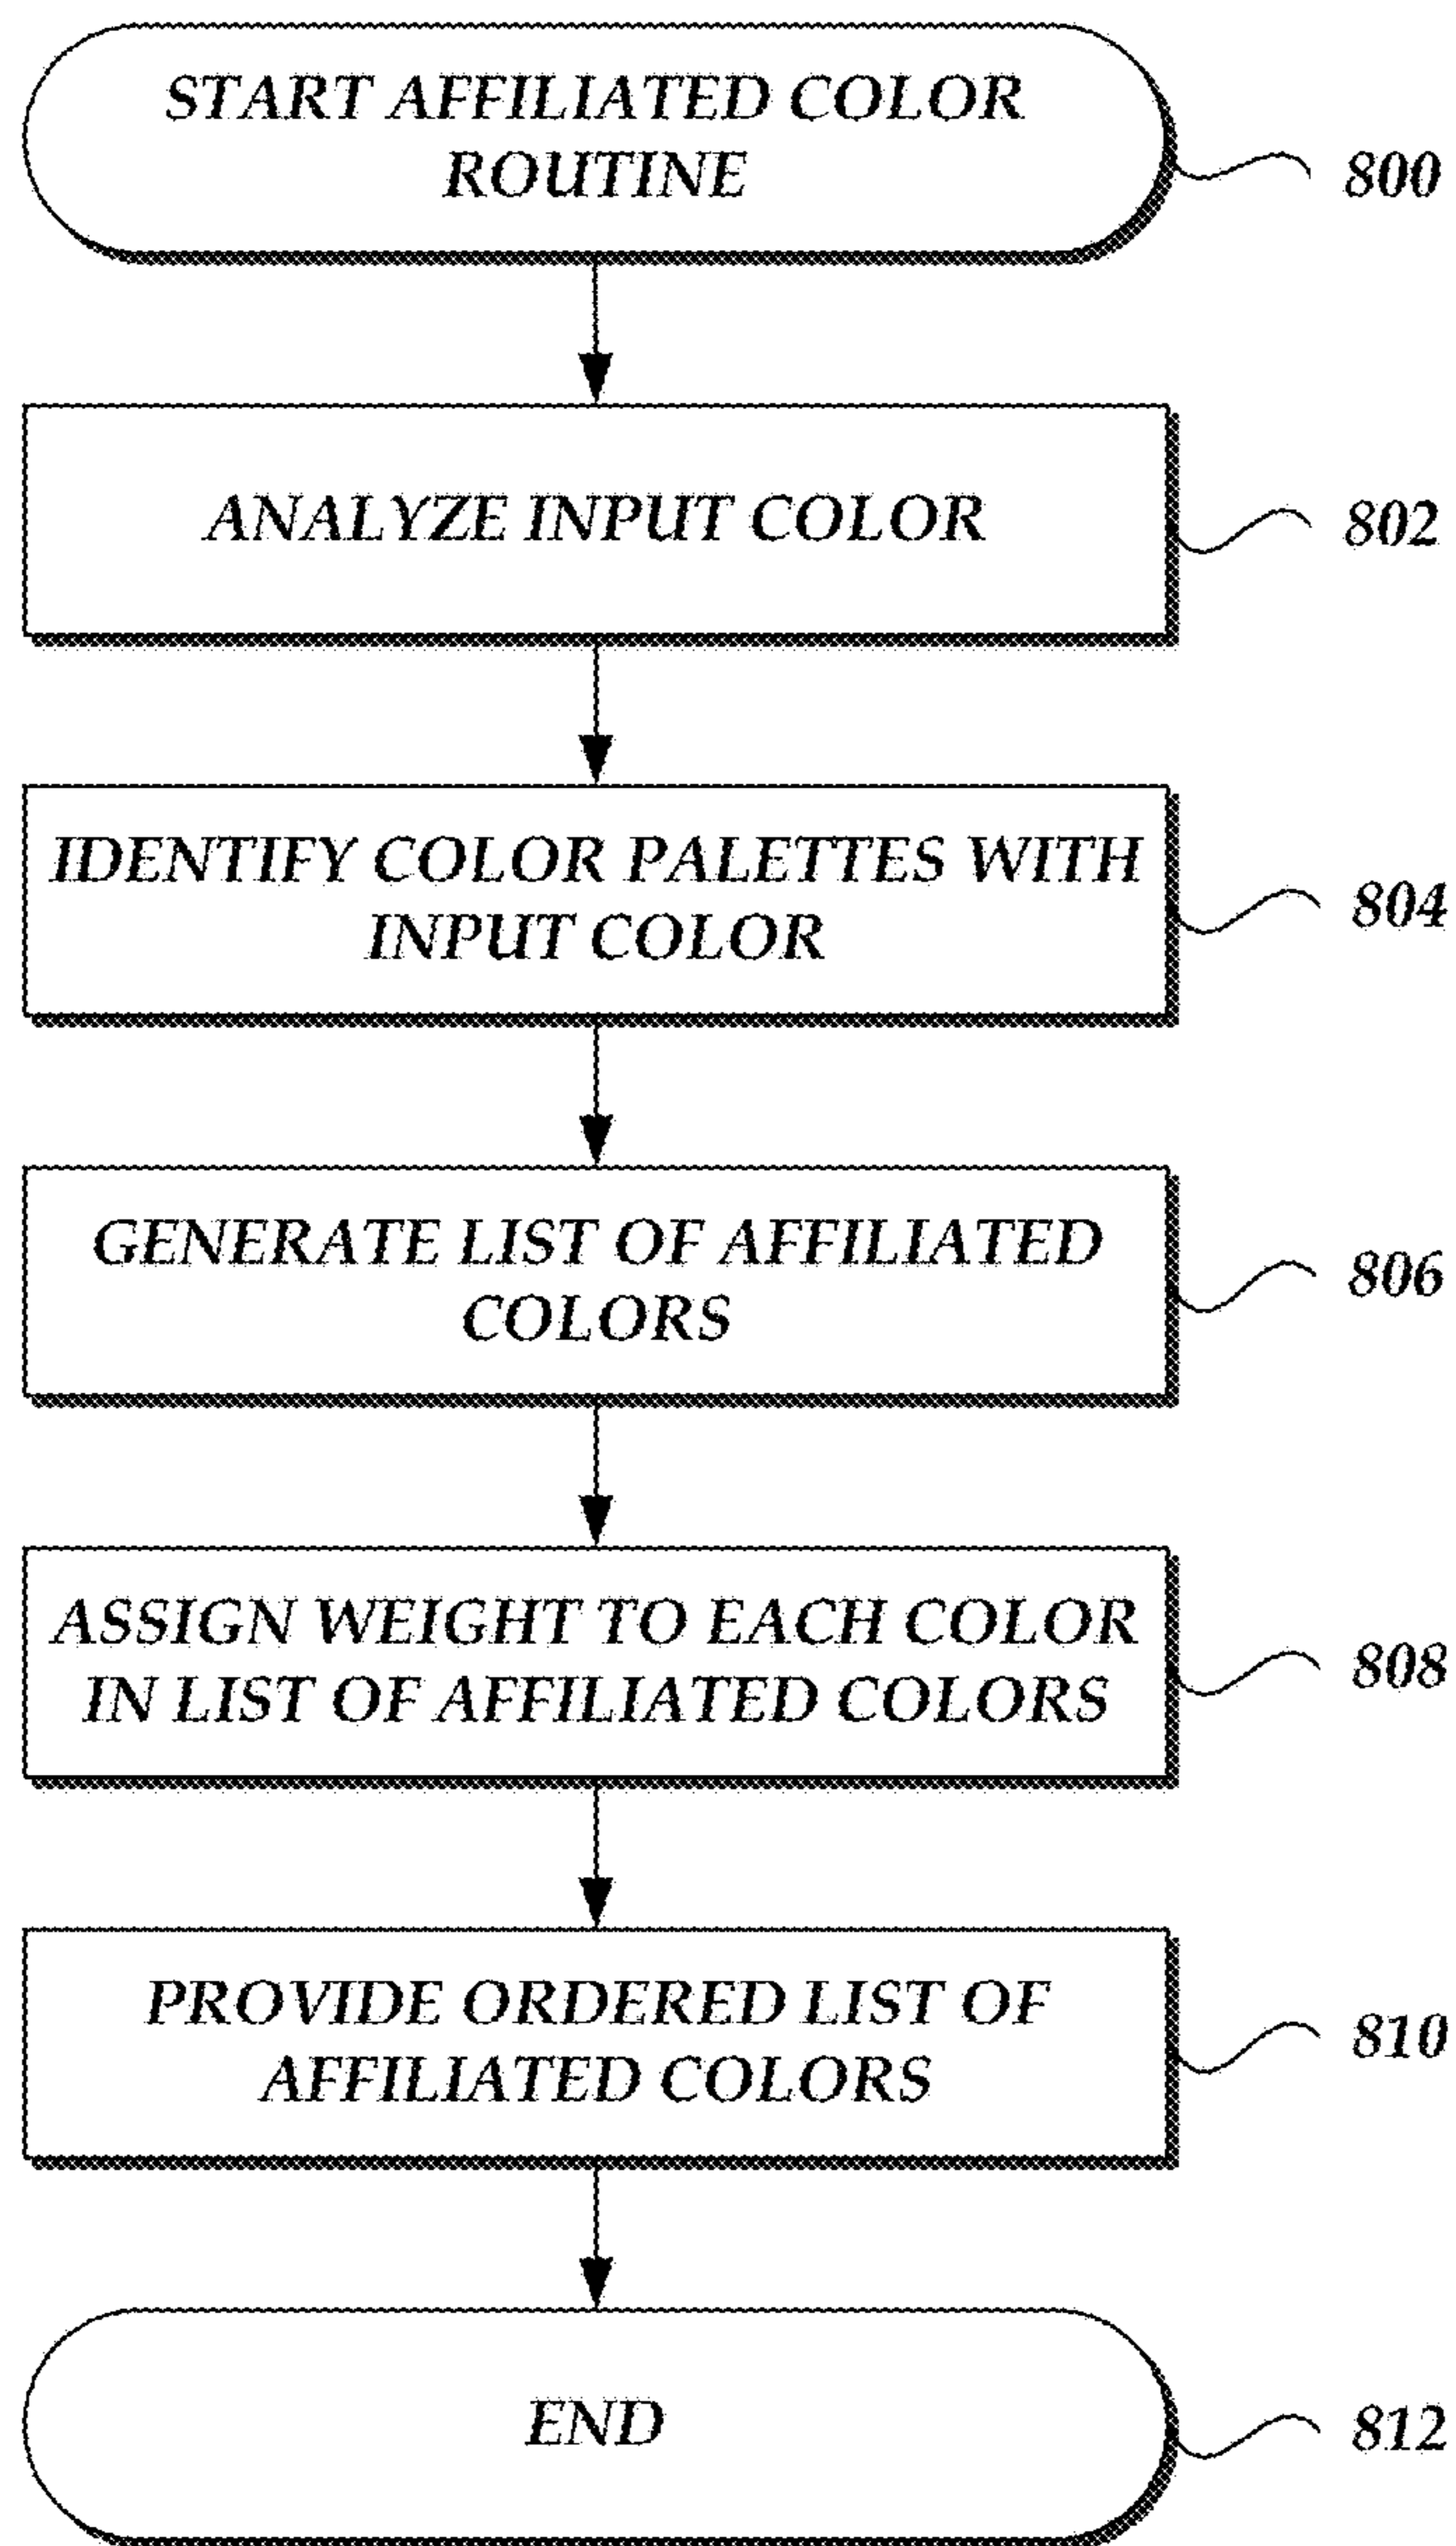 START AFFILIATED COLOR
ROUTINE
800
ANALYZE INPUT COLOR
802
IDENTIFY COLOR PALETTES WITH
INPUT COLOR
804
GENERATE LIST OF AFFILIATED
COLORS
806
ASSIGN WEIGHT TO EACH COLOR
IN LIST OF AFFILIATED COLORS
808
PROVIDE ORDERED LIST OF
AFFILIATED COLORS
810
END
812